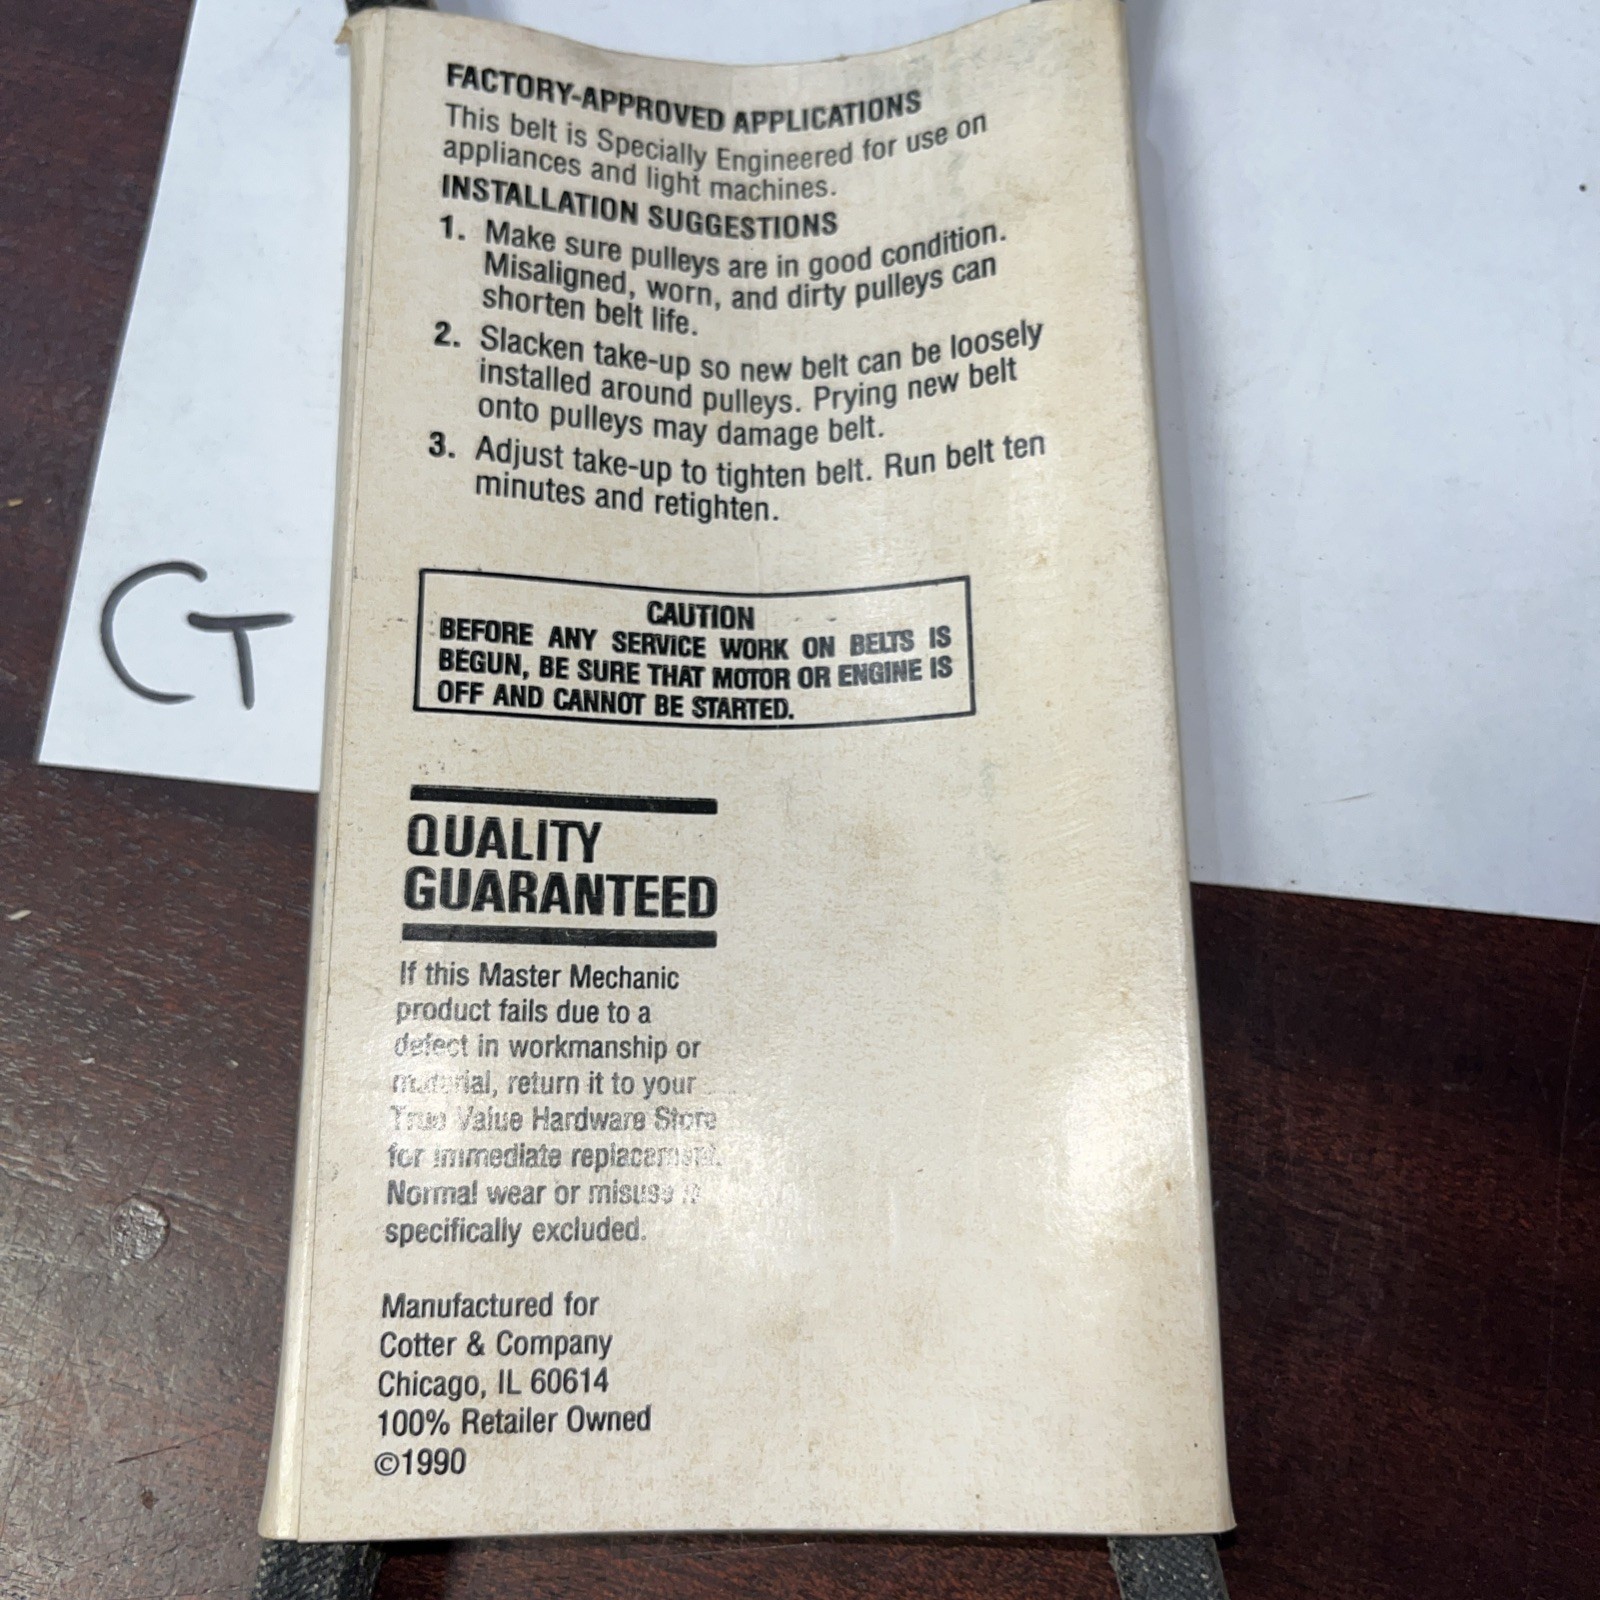 FACTORY-APPROVED APPLICATIONS
This belt is Specially Engineered for use on
appliances and light machines.
INSTALLATION SUGGESTIONS
1. Make sure pulleys are in good condition.
Misaligned, worn, and dirty pulleys can
shorten belt life.
2. Slacken take-up so new belt can be loosely
installed around pulleys. Prying new belt
onto pulleys may damage belt.
3. Adjust take-up to tighten belt. Run belt ten
minutes and retighten.
CT
CAUTION
BEFORE ANY SERVICE WORK ON BELTS IS
BEGUN, BE SURE THAT MOTOR OR ENGINE IS
OFF AND CANNOT BE STARTED.
QUALITY
GUARANTEED
If this Master Mechanic
product fails due to a
defect in workmanship or
material, return it to your
True Value Hardware Store
for immediate replacement.
Normal wear or misuse is
specifically excluded.
Manufactured for
Cotter & Company
Chicago, IL 60614
100% Retailer Owned
©1990